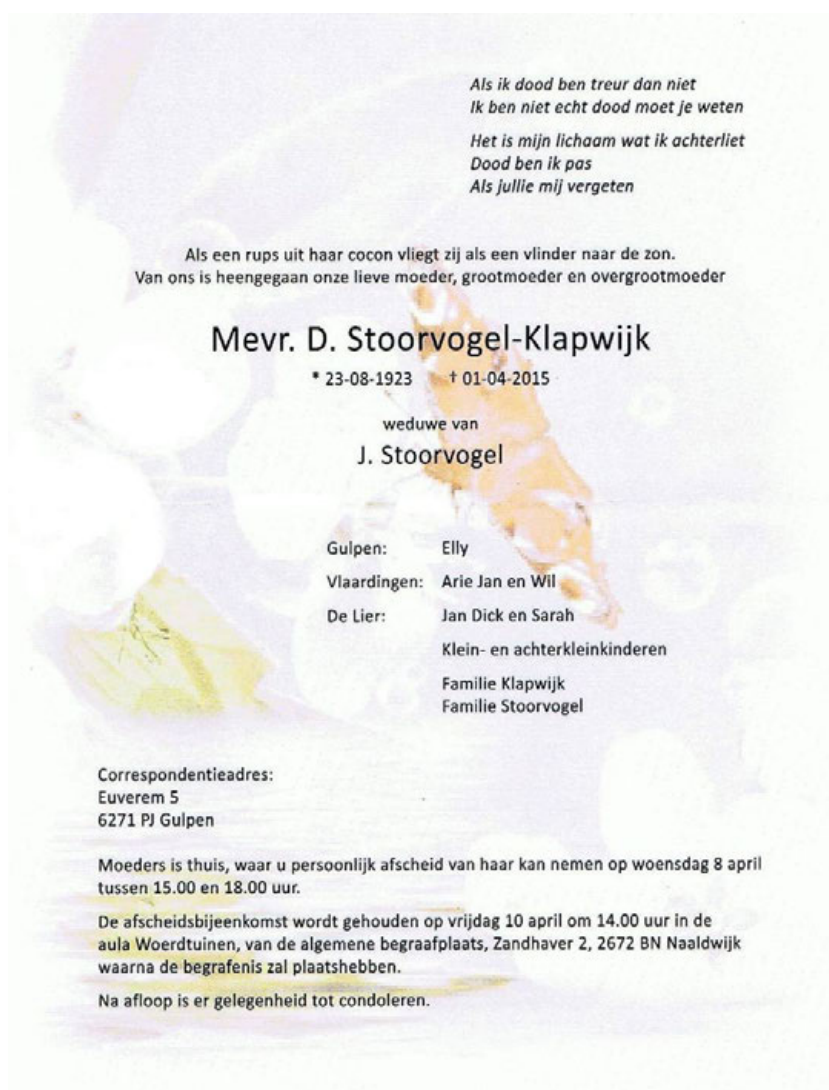 Als ik dood ben treur dan niet
Ik ben niet echt dood moet je weten
Het is mijn lichaam wat ik achterliet
Dood ben ik pas
Als jullie mij vergeten
Als een rups uit haar cocon vliegt zij als een vlinder naar de zon.
Van ons is heengegaan onze lieve moeder, grootmoeder en overgrootmoeder
Mevr. D. Stoorvogel-Klapwijk
* 23-08-1923 † 01-04-2015
weduwe van
J. Stoorvogel
Gulpen: Elly
Vlaardingen: Arie Jan en Wil
De Lier: Jan Dick en Sarah
Klein- en achterkleinkinderen
Familie Klapwijk
Familie Stoorvogel
Correspondentieadres:
Euverem 5
6271 PJ Gulpen
Moeders is thuis, waar u persoonlijk afscheid van haar kan nemen op woensdag 8 april
tussen 15.00 en 18.00 uur.
De afscheidsbijeenkomst wordt gehouden op vrijdag 10 april om 14.00 uur in de
aula Woerdtuinen, van de algemene begraafplaats, Zandhaver 2, 2672 BN Naaldwijk
waarna de begrafenis zal plaatshebben.
Na afloop is er gelegenheid tot condoleren.